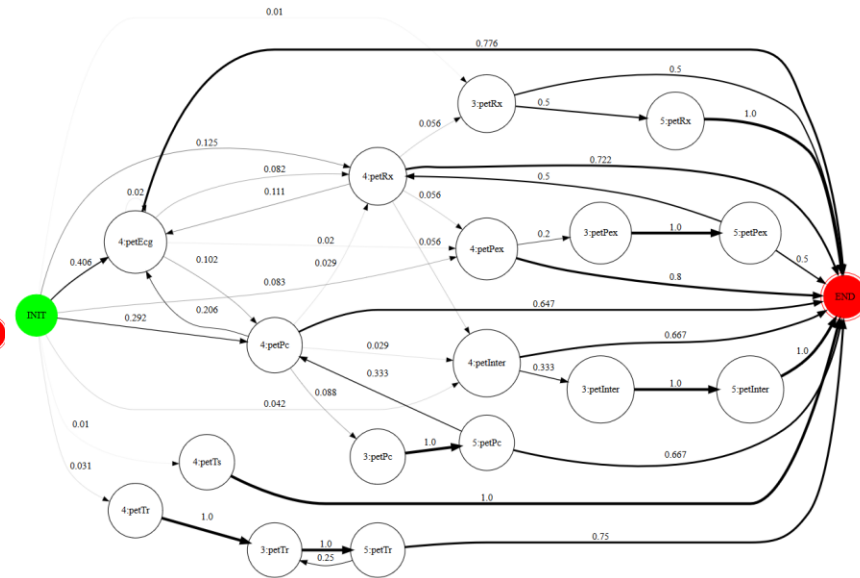 0.01
0.776
0.5
3:petRx
0.5
5:petRx
1.0
0.125
0.056
0.082
4:petRx
0.722
0.111
0.5
0.02
0.056
4:petEcg
0.02
0.056
4:petPex
0.2
3:petPex
1.0
5:petPex
0.5
0.406
0.102
0.029
0.083
0.8
INIT
0.206
0.292
END
0.647
4:petPc
0.029
0.667
0.333
4:petInter
0.333
1.0
0.088
3:petInter
1.0
5:petInter
0.042
0.01
1.0
3:petPc
5:petPc
0.667
4:petTs
0.031
1.0
4:petTr
1.0
0.75
3:petTr
1.0
5:petTr
0.25